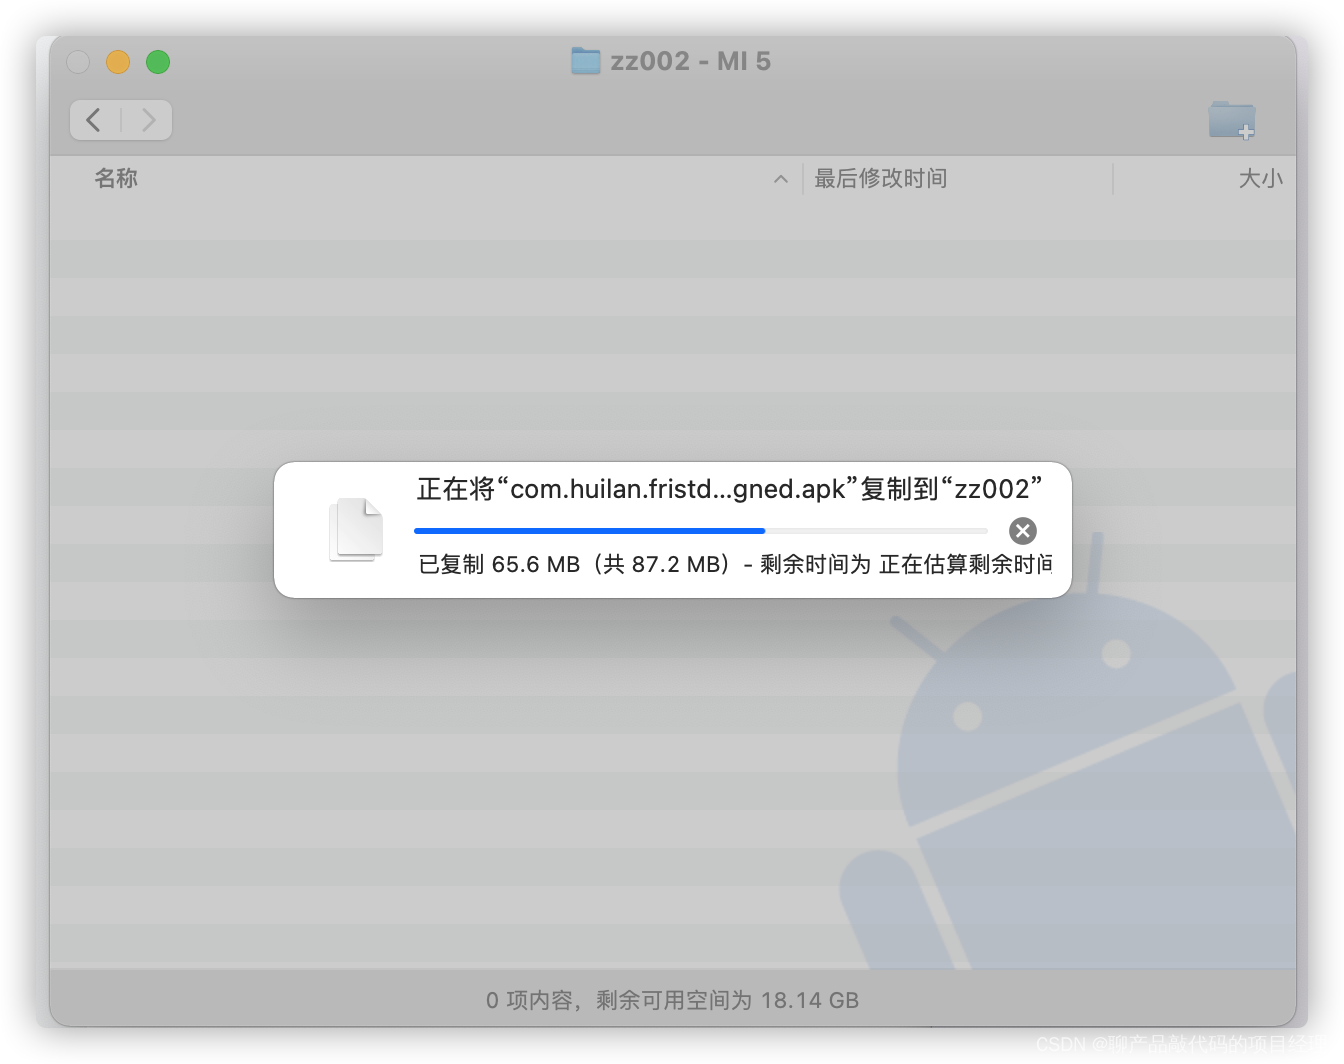 zz002 - MI 5
名称
最后修改时间
大小
正在将“com.huilan.fristd...gned.apk”复制到“zz002”
已复制 65.6 MB（共 87.2 MB）- 剩余时间为 正在估算剩余时间
0 项内容，剩余可用空间为 18.14 GB
CSDN @聊产品敲代码的项目经理